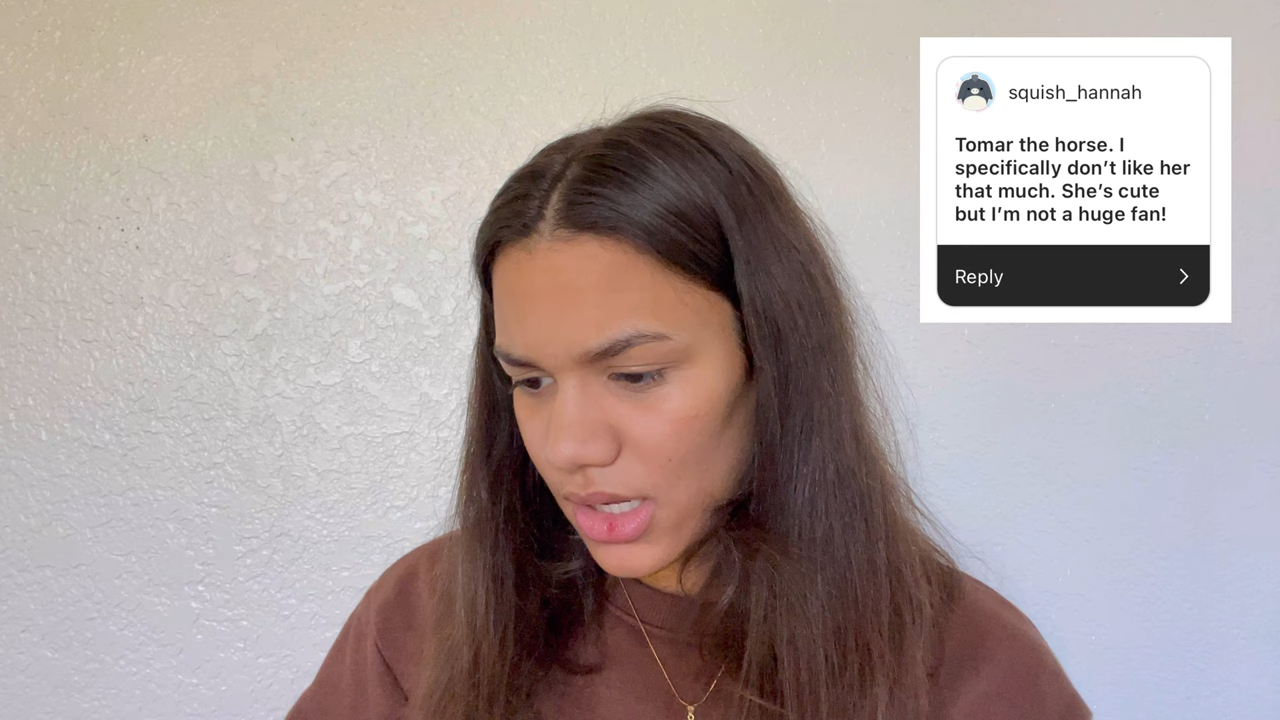 squish_hannah
Tomar the horse. I
specifically don’t like her
that much. She’s cute
but I’m not a huge fan!
Reply